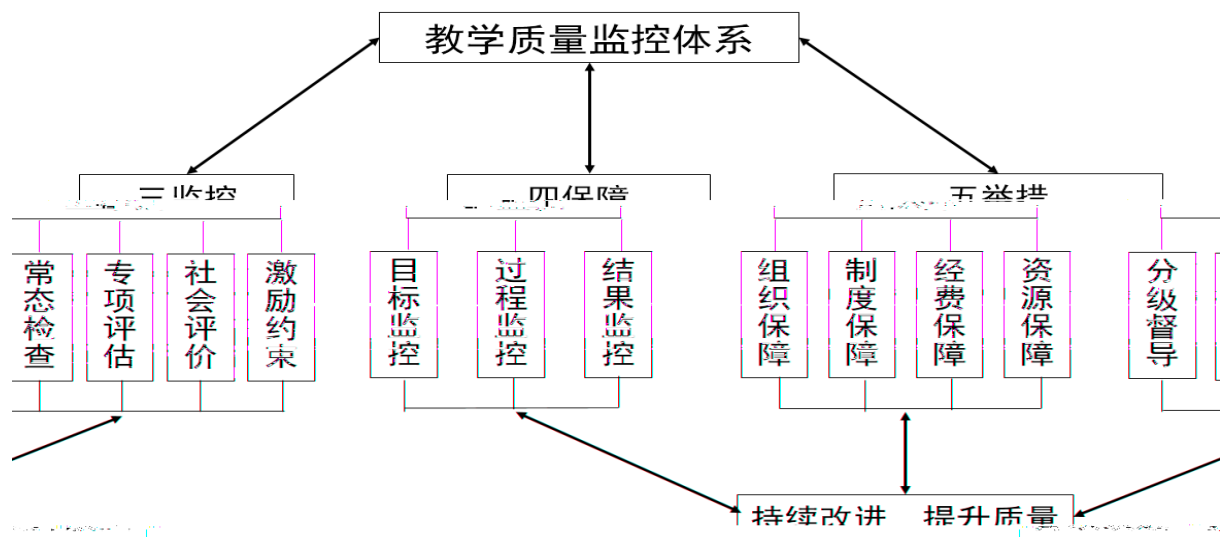 教学质量监控体系
三监控
四保障
五举措
常态检查
专项评估
社会评价
激励约束
目标监控
过程监控
结果监控
组织保障
制度保障
经费保障
资源保障
分级督导
持续改进 提升质量